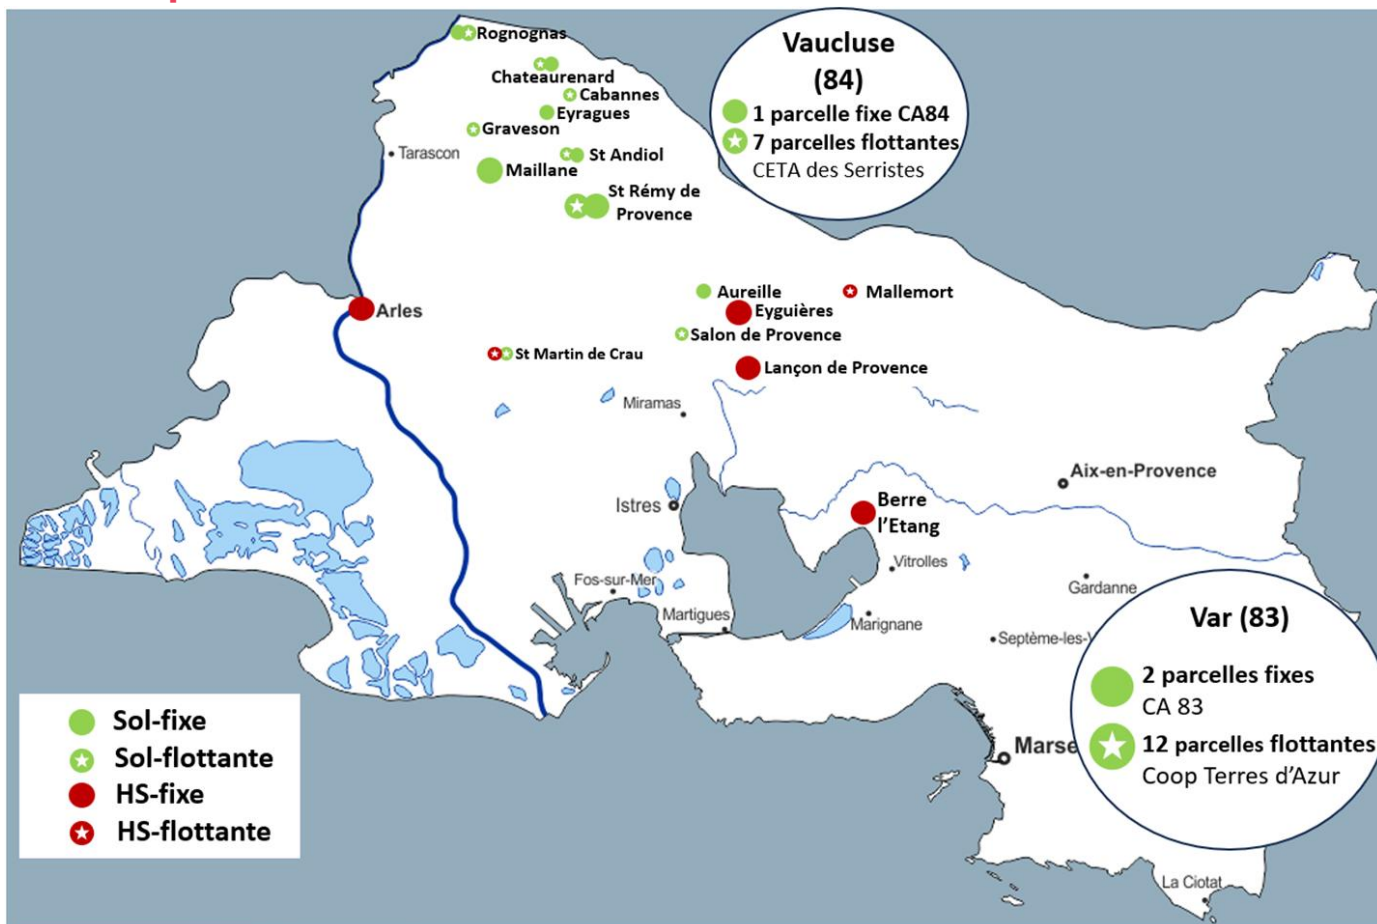 Rognognas
Chateaurenard
Cabannes
Eyragues
Graveson
Tarascon
St Andiol
Maillane
St Rémy de
Provence
Vaucluse
(84)
1 parcelle fixe CA84
7 parcelles flottantes
CETA des Serristes
Arles
Aureille
Mallemort
Eyguières
Salon de Provence
St Martin de Crau
Lançon de Provence
Miramas
Aix-en-Provence
Istres
Berre
l'Etang
Vitrolles
Fos-sur-Mer
Gardanne
Martigues
Marignane
Septème-les-V
Var (83)
2 parcelles fixes
CA 83
12 parcelles flottantes
Coop Terres d'Azur
Marse
La Ciotat
Sol-fixe
Sol-flottante
HS-fixe
HS-flottante